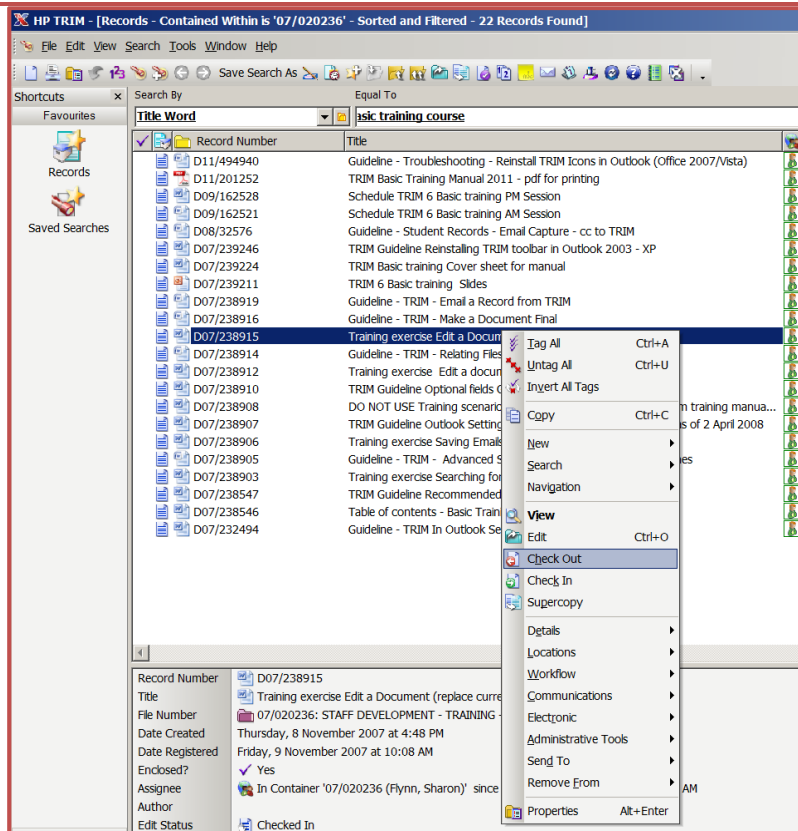 HP TRIM - [Records - Contained Within is '07/020236' - Sorted and Filtered - 22 Records Found]
File Edit View Search Tools Window Help
Save Search As
Shortcuts × Search By Equal To
Favourites Title Word asic training course
Record Number Title
Records
Saved Searches
D11/494940 Guideline - Troubleshooting - Reinstall TRIM Icons in Outlook (Office 2007/Vista)
D11/201252 TRIM Basic Training Manual 2011 - pdf for printing
D09/162528 Schedule TRIM 6 Basic training PM Session
D09/162521 Schedule TRIM 6 Basic training AM Session
D08/32576 Guideline - Student Records - Email Capture - cc to TRIM
D07/239246 TRIM Guideline Reinstalling TRIM toolbar in Outlook 2003 - XP
D07/239224 TRIM Basic training Cover sheet for manual
D07/239211 TRIM 6 Basic training Slides
D07/238919 Guideline - TRIM - Email a Record from TRIM
D07/238916 Guideline - TRIM - Make a Document Final
D07/238915 Training exercise Edit a Docum
D07/238914 Guideline - TRIM - Relating Files
D07/238912 Training exercise Edit a docum
D07/238910 TRIM Guideline Optional fields
D07/238908 DO NOT USE Training scenario m training manua...
D07/238907 TRIM Guideline Outlook Setting s of 2 April 2008
D07/238906 Training exercise Saving Emails
D07/238905 Guideline - TRIM - Advanced S es
D07/238903 Training exercise Searching for
D07/238547 TRIM Guideline Recommended
D07/238546 Table of contents - Basic Train
D07/232494 Guideline - TRIM In Outlook Se
Tag All Ctrl+A
Untag All Ctrl+U
Invert All Tags
Copy Ctrl+C
New
Search
Navigation
View
Edit Ctrl+O
Check Out
Check In
Supercopy
Details
Locations
Workflow
Communications
Electronic
Administrative Tools
Send To
Remove From
Properties Alt+Enter
Record Number D07/238915
Title Training exercise Edit a Document (replace curre
File Number 07/020236: STAFF DEVELOPMENT - TRAINING -
Date Created Thursday, 8 November 2007 at 4:48 PM
Date Registered Friday, 9 November 2007 at 10:08 AM
Enclosed? Yes
Assignee In Container '07/020236 (Flynn, Sharon)' since AM
Author
Edit Status Checked In